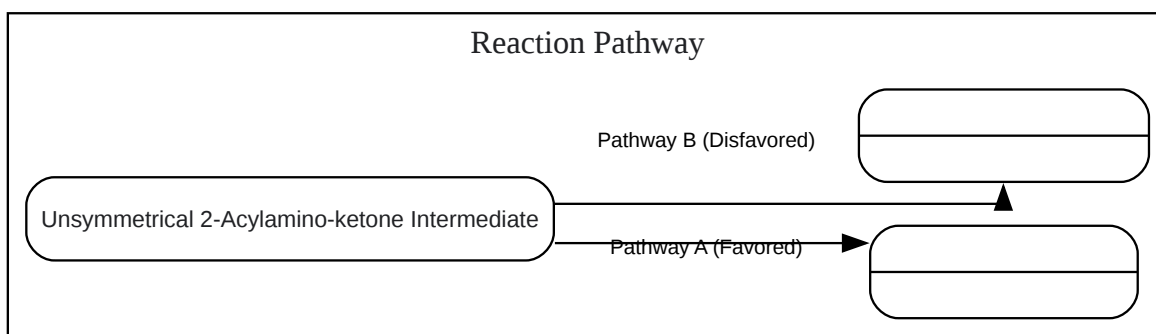 Reaction Pathway
Pathway B (Disfavored)
Unsymmetrical 2-Acylamino-ketone Intermediate
Pathway A (Favored)